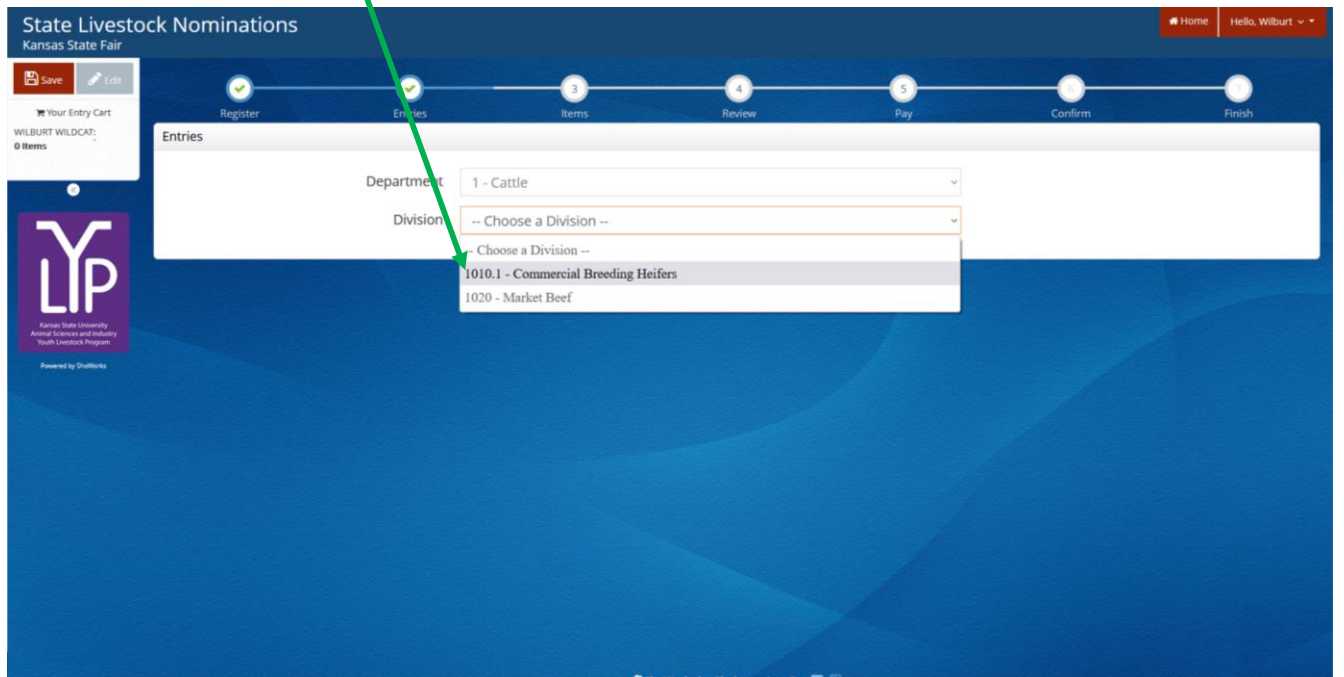 State Livestock Nominations
Kansas State Fair
Home
Hello, Wilburt
Save
Edit
Your Entry Cart
WILBURT WILDCAT:
0 Items
3
4
5
Register
Entries
Items
Review
Pay
Confirm
Finish
Entries
Department
1 - Cattle
Division
-- Choose a Division --
-- Choose a Division --
1010.1 - Commercial Breeding Heifers
1020 - Market Beef
YLP
Kansas State University
Animal Sciences and Industry
Youth Livestock Program
Powered by ShoWorks